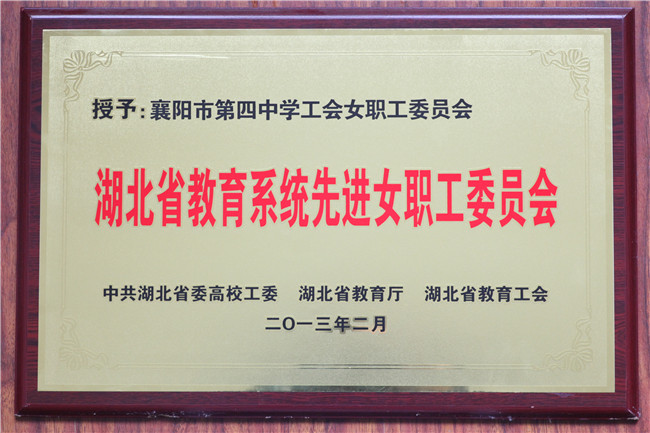 授予:襄阳市第四中学工会女职工委员会
湖北省教育系统先进女职工委员会
中共湖北省委高校工委 湖北省教育厅 湖北省教育工会
二〇一三年二月